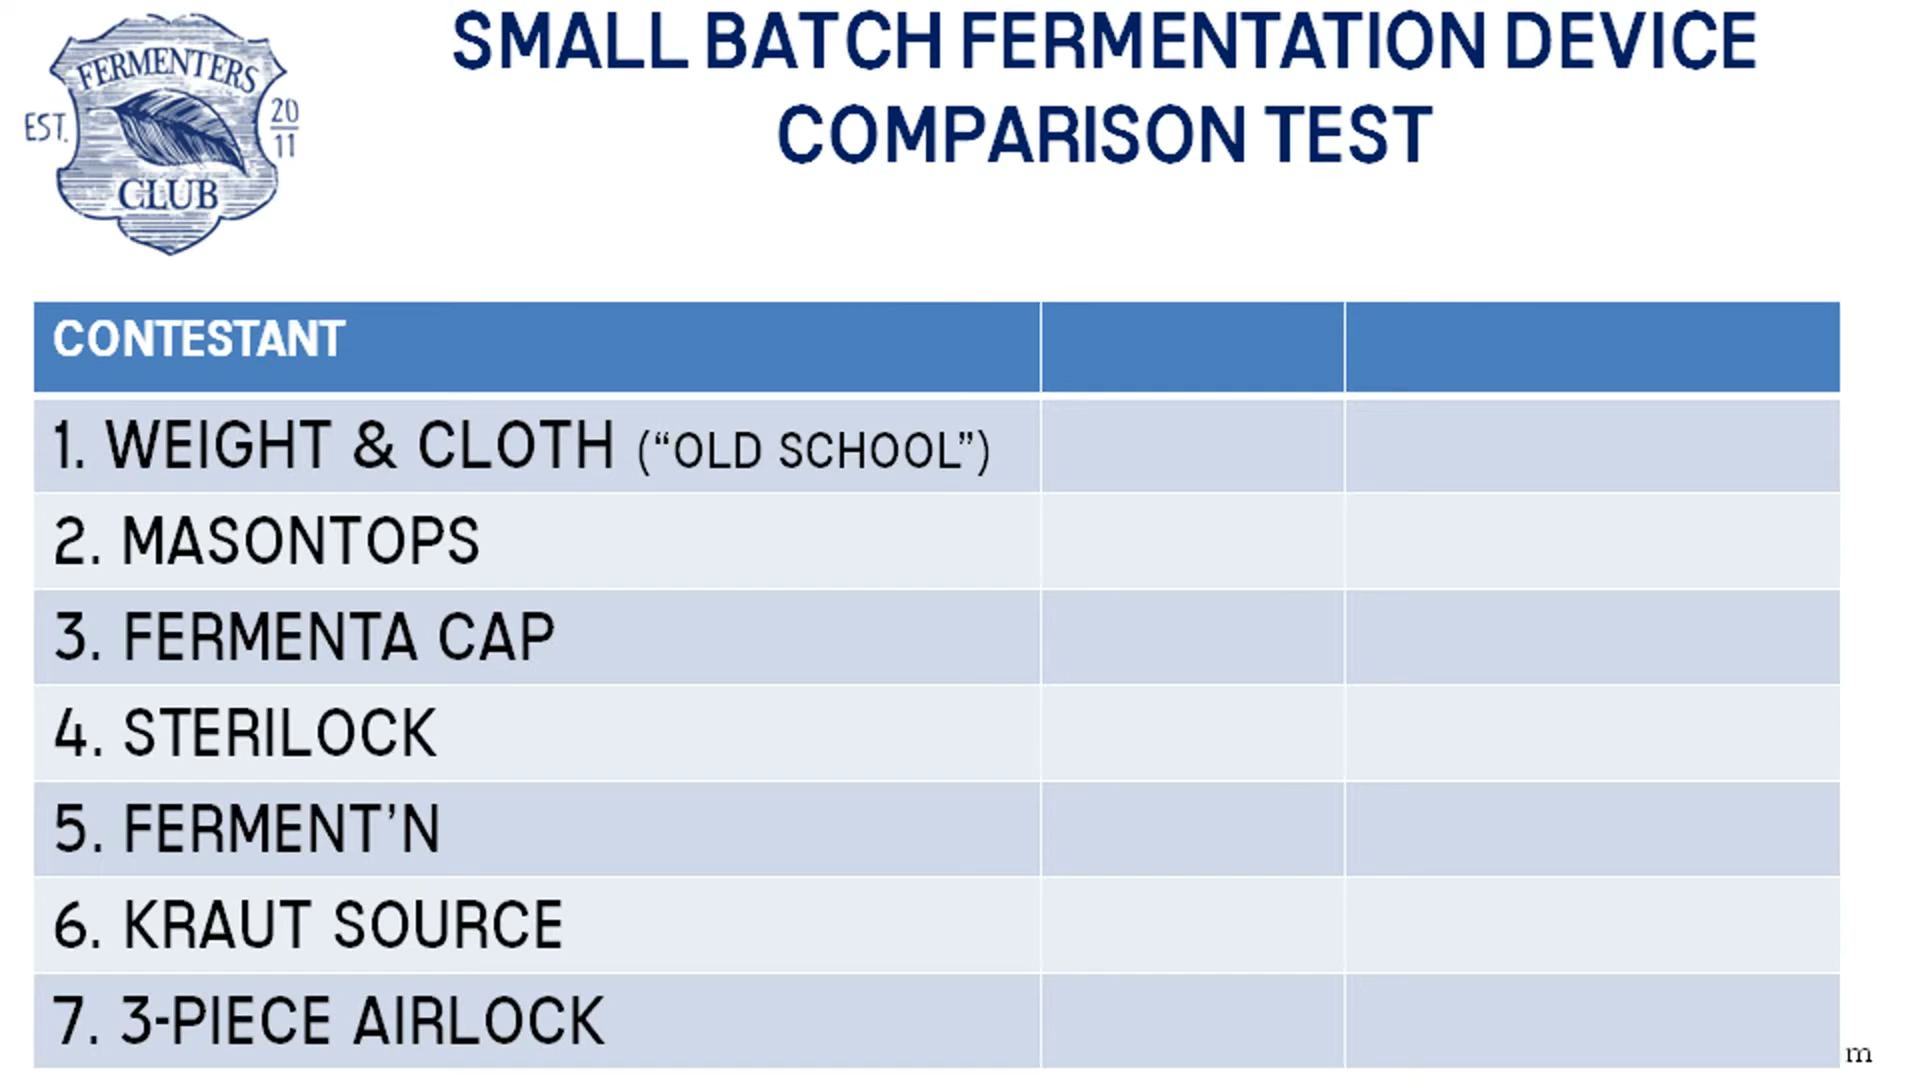 FERMENTERS
EST.
20
11
CLUB
SMALL BATCH FERMENTATION DEVICE
COMPARISON TEST
CONTESTANT
1. WEIGHT & CLOTH (“OLD SCHOOL”)
2. MASONTOPS
3. FERMENTA CAP
4. STERILOCK
5. FERMENT’N
6. KRAUT SOURCE
7. 3-PIECE AIRLOCK
m